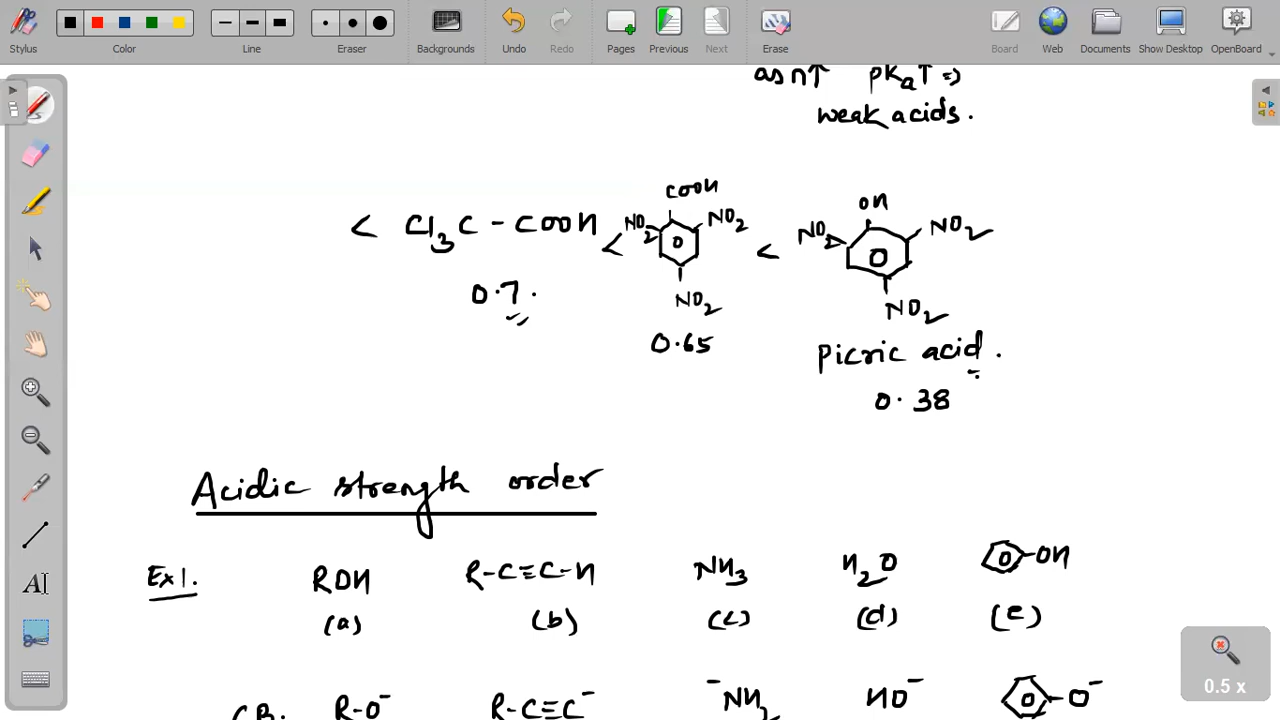 Stylus Color Line Eraser Backgrounds Undo Redo Pages Previous Next Erase Board Web Documents Show Desktop OpenBoard
as n↑ pKa↑ ⇒
weak acids.
< Cl3C - COOH < COOH NO2 NO2 NO2 < OH NO2 NO2 NO2
0.7. 0.65 Picric acid.
0.38
Acidic strength order
Ex1. ROH R-C≡C-H NH3 H2O -OH
(a) (b) (c) (d) (e)
CB: R-O⁻ R-C≡C⁻ ⁻NH2 HO⁻ -O⁻
0.5 x